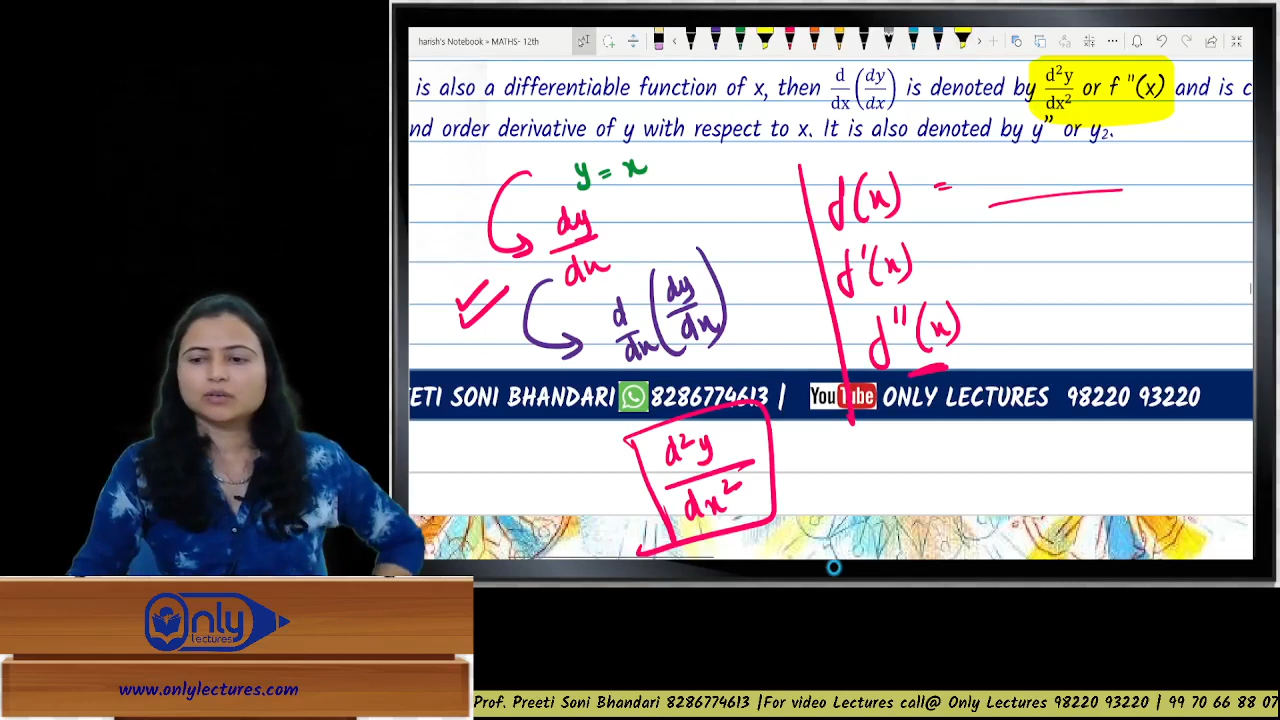 harish's Notebook » MATHS- 12th
is also a differentiable function of x, then d/dx (dy/dx) is denoted by d²y/dx² or f "(x) and is c
nd order derivative of y with respect to x. It is also denoted by y” or y₂.
y = x
dy/dx
d/dx (dy/dx)
f(x) =
f'(x)
f''(x)
ETI SONI BHANDARI 8286774613 | YouTube ONLY LECTURES 98220 93220
d²y/dx²
Only
lectures
www.onlylectures.com
Prof. Preeti Soni Bhandari 8286774613 |For video Lectures call@ Only Lectures 98220 93220 | 99 70 66 88 07